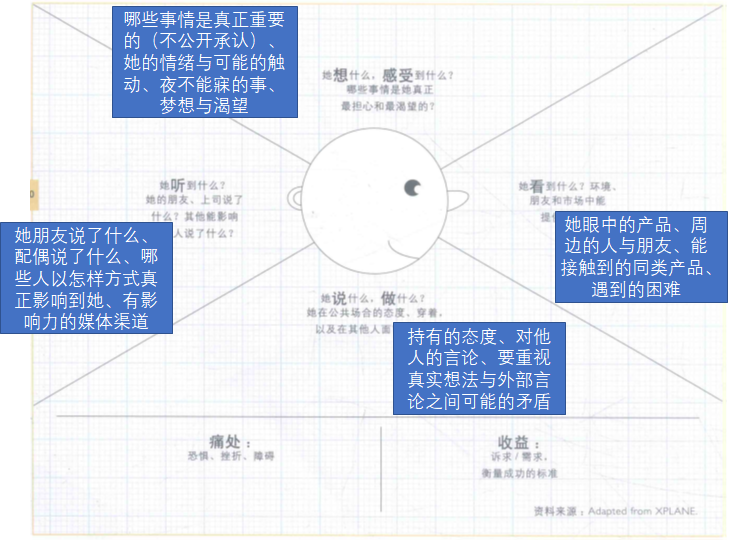 哪些事情是真正重要
的（不公开承认）、
她的情绪与可能的触
动、夜不能寐的事、
梦想与渴望
她想什么，感受到什么？
哪些事情是她真正
最担心和最渴望的？
她听到什么？
她的朋友、上司说了
什么？其他能影响
人说了什么？
她看到什么？环境、
朋友和市场中能
她朋友说了什么、
配偶说了什么、哪
些人以怎样方式真
正影响到她、有影
响力的媒体渠道
她眼中的产品、周
边的人与朋友、能
接触到的同类产品、
遇到的困难
她说什么，做什么？
她在公共场合的态度、穿着，
以及在其他人面
持有的态度、对他
人的言论、要重视
真实想法与外部言
论之间可能的矛盾
痛处：
恐惧、挫折、障碍
收益：
诉求/需求，
衡量成功的标准
资料来源：Adapted from XPLANE.